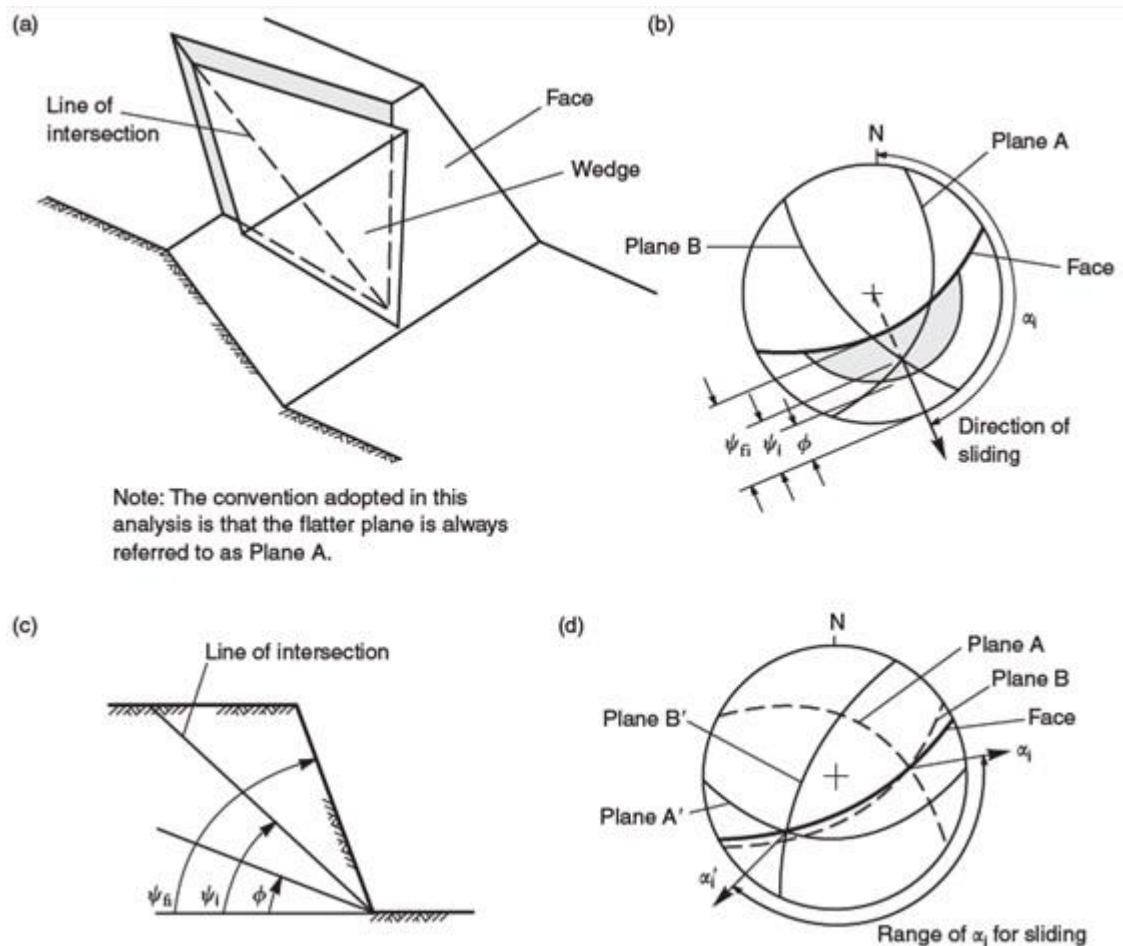 (a)
Line of
intersection
Face
Wedge
Note: The convention adopted in this
analysis is that the flatter plane is always
referred to as Plane A.
(b)
N
Plane A
Plane B
Face
αi
ψfi ψi ϕ
Direction of
sliding
(c)
Line of intersection
ψfi ψi ϕ
(d)
N
Plane A
Plane B
Face
Plane B′
αi
Plane A′
αi′
Range of αi for sliding